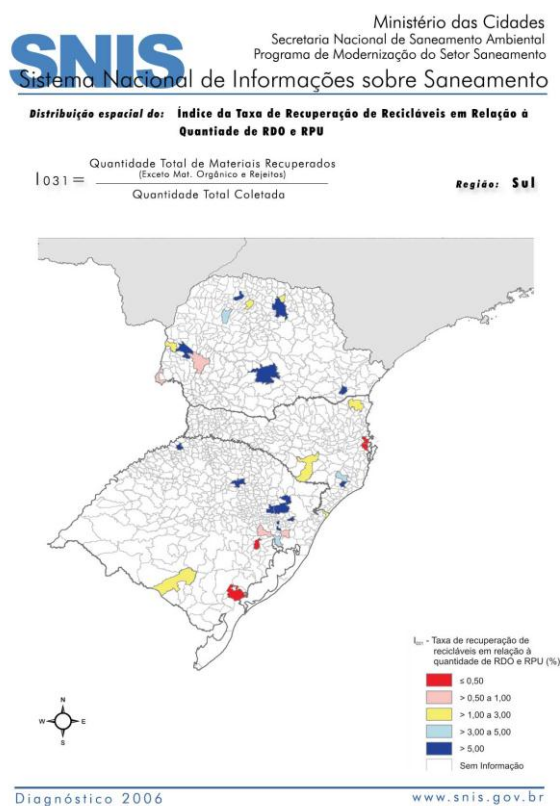 SNIS
Ministério das Cidades
Secretaria Nacional de Saneamento Ambiental
Programa de Modernização do Setor Saneamento
Sistema Nacional de Informações sobre Saneamento
Distribuição espacial do: Índice da Taxa de Recuperação de Recicláveis em Relação à
Quantiade de RDO e RPU
I031 = Quantidade Total de Materiais Recuperados
(Exceto Mat. Orgânico e Rejeitos)
Quantidade Total Coletada
Região: Sul
I031 - Taxa de recuperação de
recicláveis em relação à
quantidade de RDO e RPU (%)
≤ 0,50
> 0,50 a 1,00
> 1,00 a 3,00
> 3,00 a 5,00
> 5,00
Sem Informação
N
W E
S
Diagnóstico 2006
www.snis.gov.br